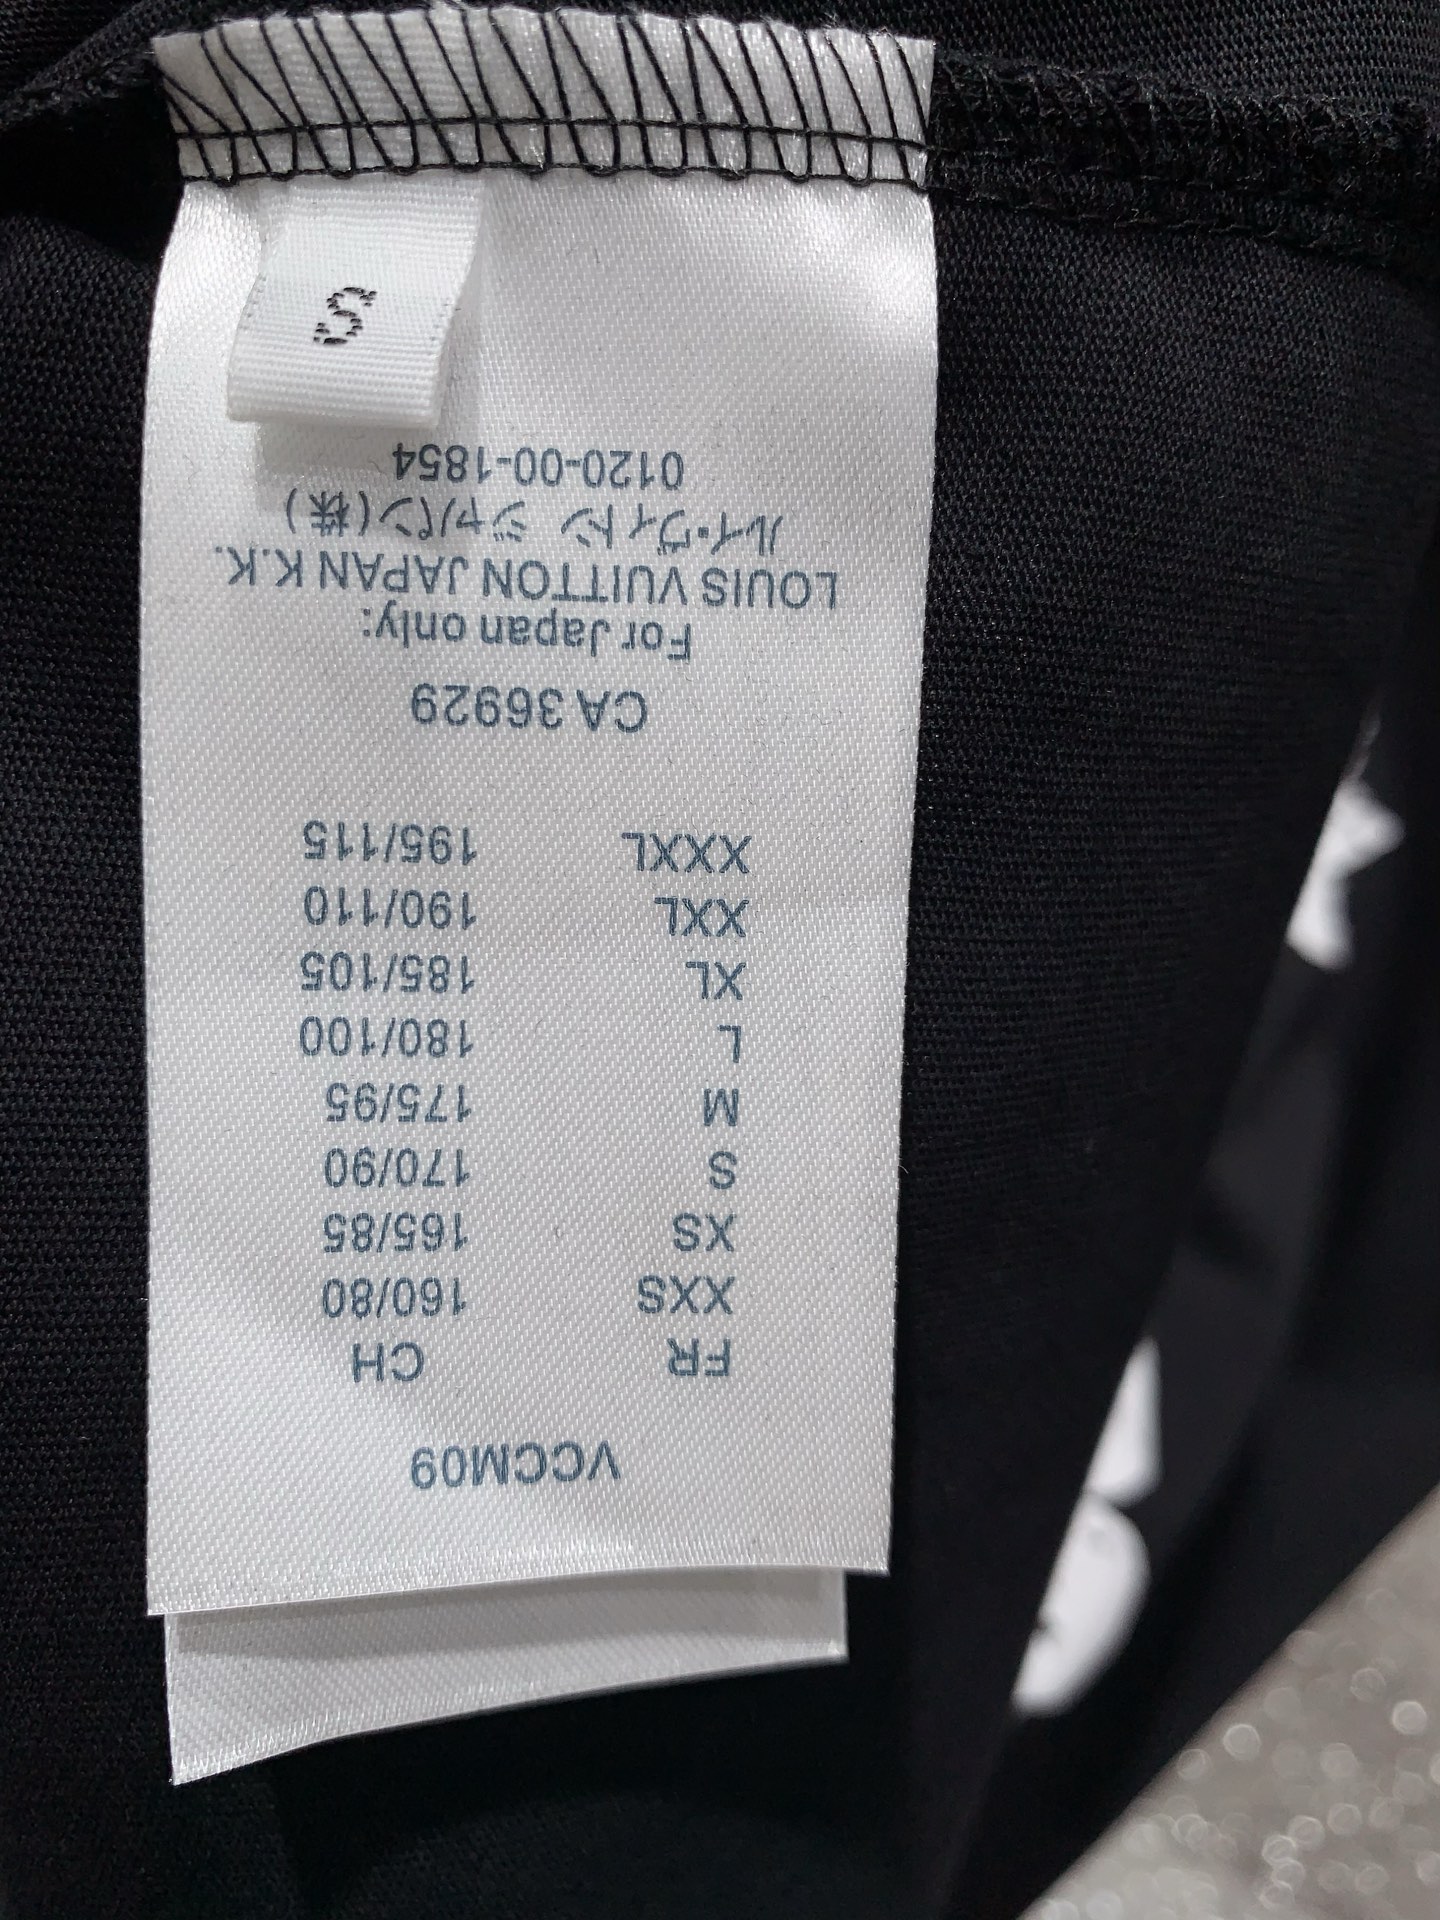 VCCM09
FR CH
XXS 160/80
XS 165/85
S 170/90
M 175/95
L 180/100
XL 185/105
XXL 190/110
XXXL 195/115
CA 36929
For Japan only:
LOUIS VUITTON JAPAN K.K.
ルイ・ヴィトン ジャパン(株)
0120-00-1854
S